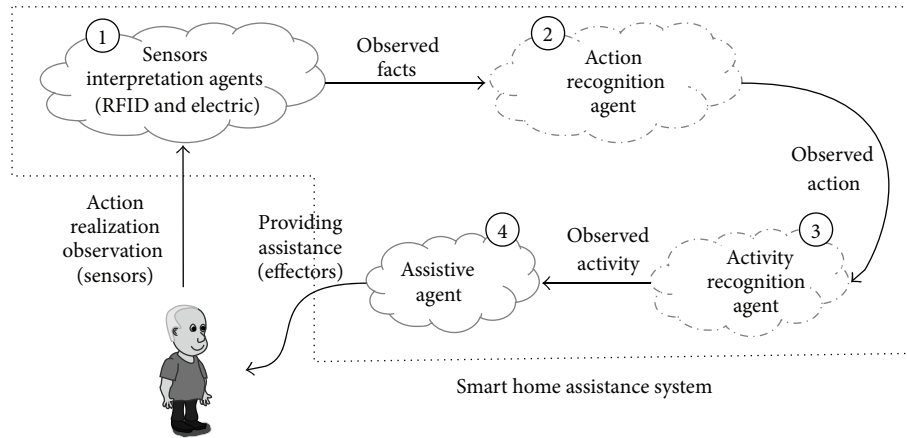 1
Sensors
interpretation agents
(RFID and electric)
Observed
facts
2
Action
recognition
agent
Observed
action
3
Activity
recognition
agent
Observed
activity
4
Assistive
agent
Providing
assistance
(effectors)
Action
realization
observation
(sensors)
Smart home assistance system